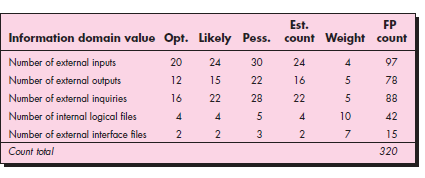 Est. FP
Information domain value Opt. Likely Pess. count Weight count
Number of external inputs 20 24 30 24 4 97
Number of external outputs 12 15 22 16 5 78
Number of external inquiries 16 22 28 22 5 88
Number of internal logical files 4 4 5 4 10 42
Number of external interface files 2 2 3 2 7 15
Count total 320